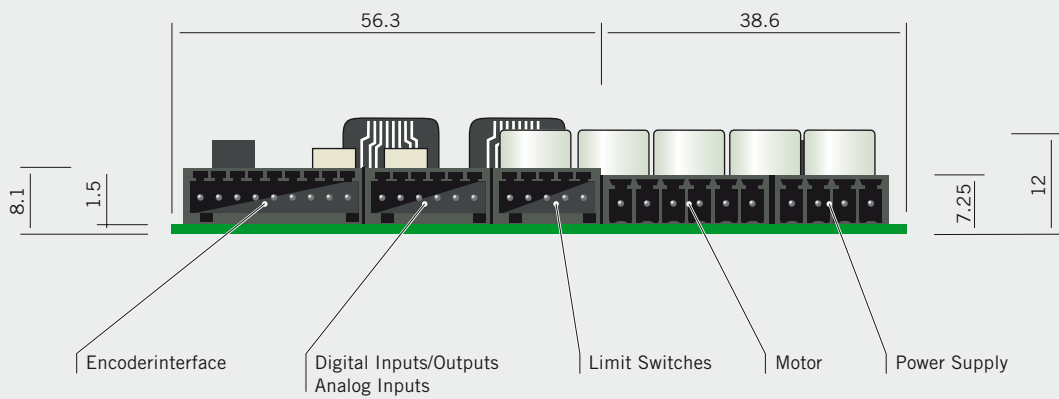 56.3
38.6
8.1
1.5
7.25
12
Encoderinterface
Digital Inputs/Outputs
Analog Inputs
Limit Switches
Motor
Power Supply